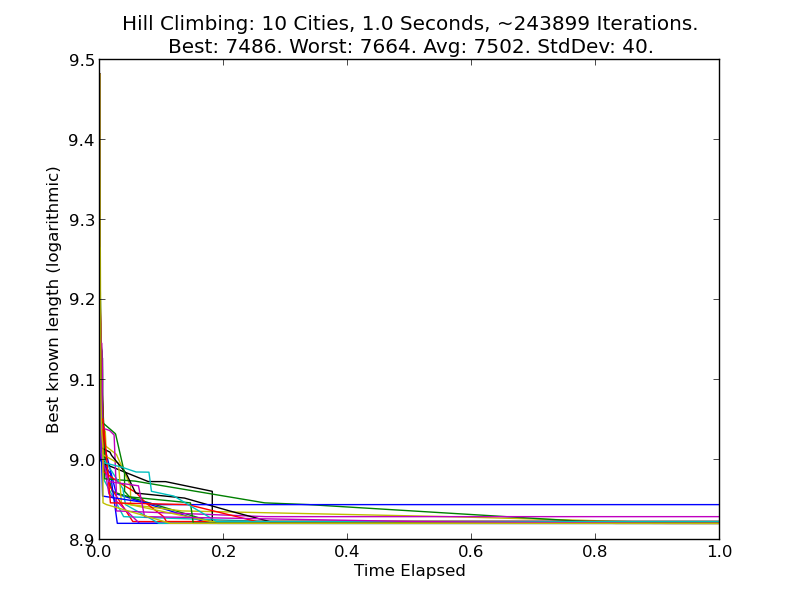 Hill Climbing: 10 Cities, 1.0 Seconds, ~243899 Iterations.
Best: 7486. Worst: 7664. Avg: 7502. StdDev: 40.
9.5
9.4
9.3
9.2
9.1
9.0
8.9
Best known length (logarithmic)
0.0 0.2 0.4 0.6 0.8 1.0
Time Elapsed